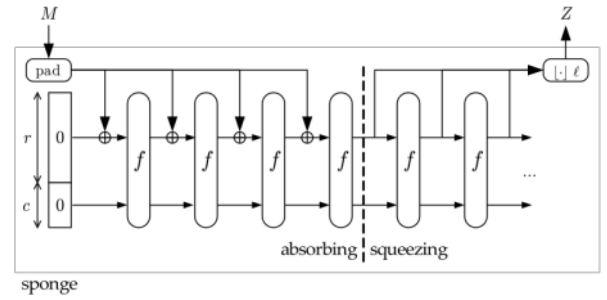 M Z
pad ⌊·⌋ ℓ
r 0 f f f f f f
c 0 ...
absorbing squeezing
sponge